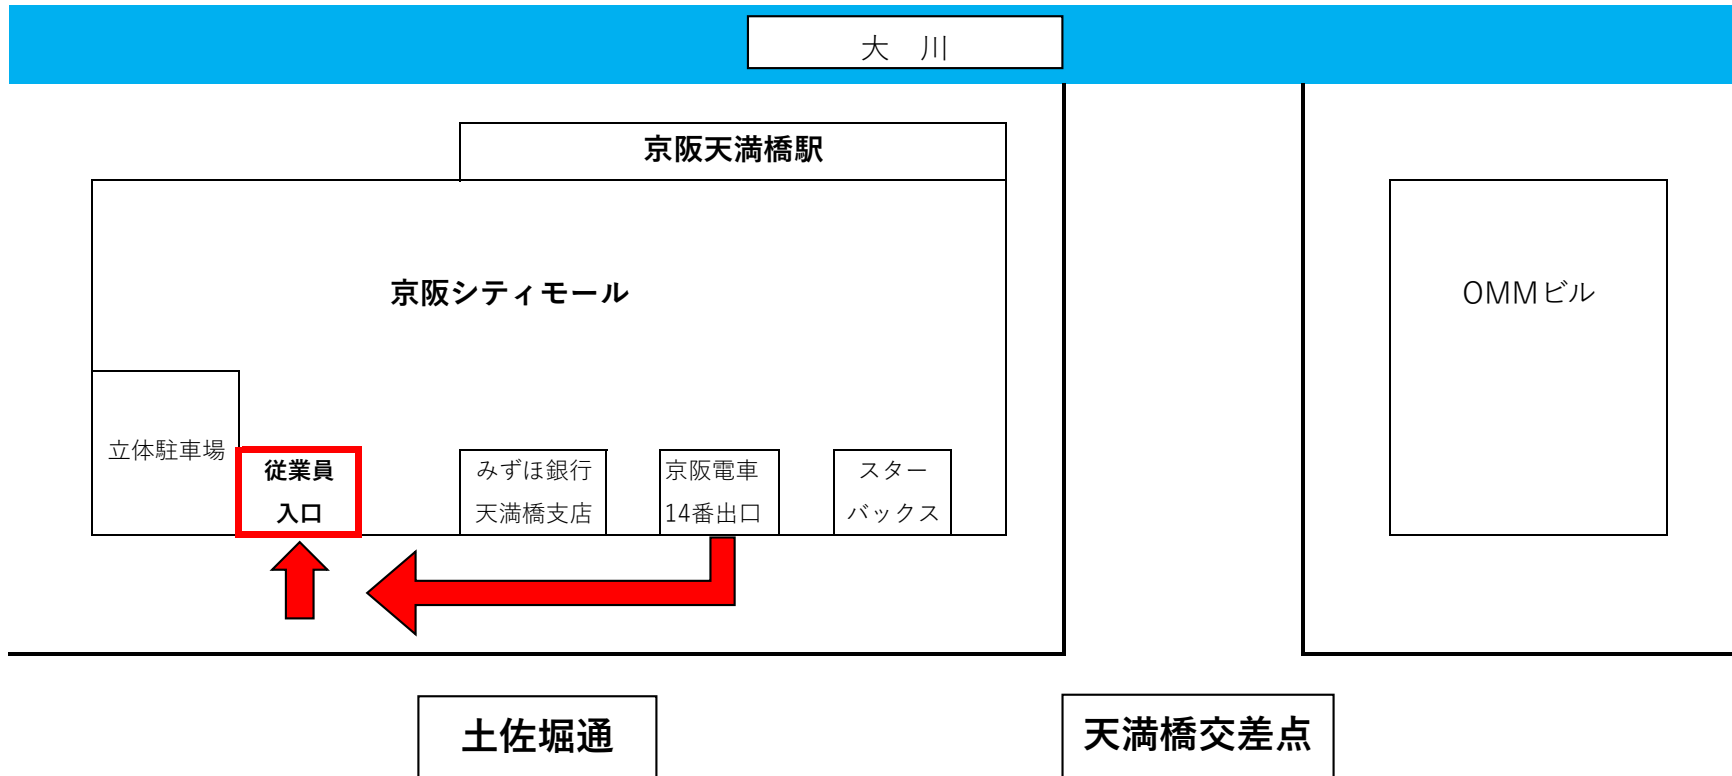 大　川
京阪天満橋駅
京阪シティモール
OMMビル
立体駐車場
従業員
入口
みずほ銀行
天満橋支店
京阪電車
14番出口
スター
バックス
土佐堀通
天満橋交差点